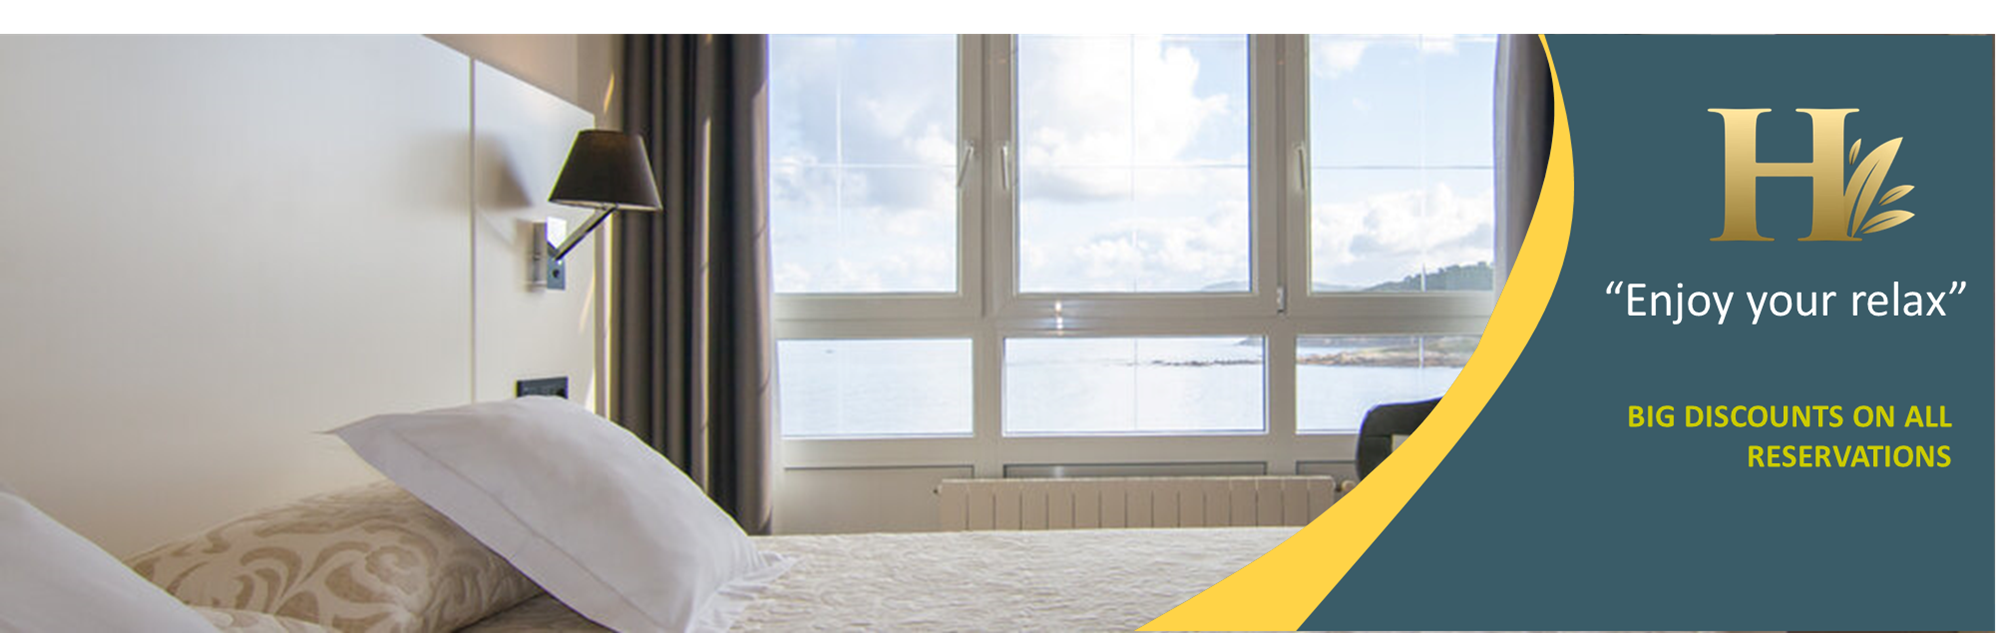 H
“Enjoy your relax”
BIG DISCOUNTS ON ALL
RESERVATIONS